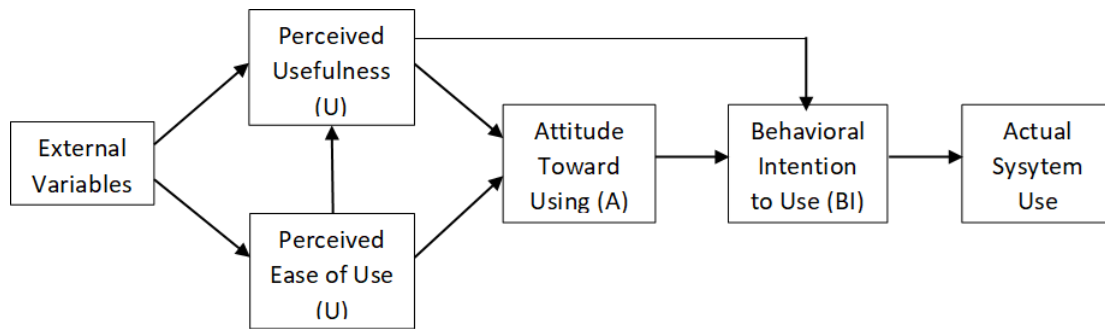 External
Variables
Perceived
Usefulness
(U)
Perceived
Ease of Use
(U)
Attitude
Toward
Using (A)
Behavioral
Intention
to Use (BI)
Actual
Sysytem
Use